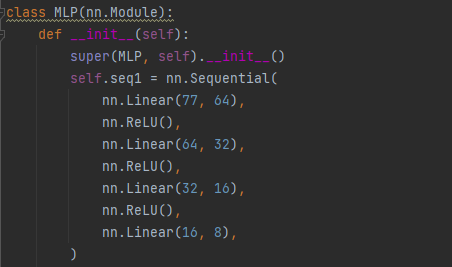 class MLP(nn.Module):
    def __init__(self):
        super(MLP, self).__init__()
        self.seq1 = nn.Sequential(
            nn.Linear(77, 64),
            nn.ReLU(),
            nn.Linear(64, 32),
            nn.ReLU(),
            nn.Linear(32, 16),
            nn.ReLU(),
            nn.Linear(16, 8),
        )